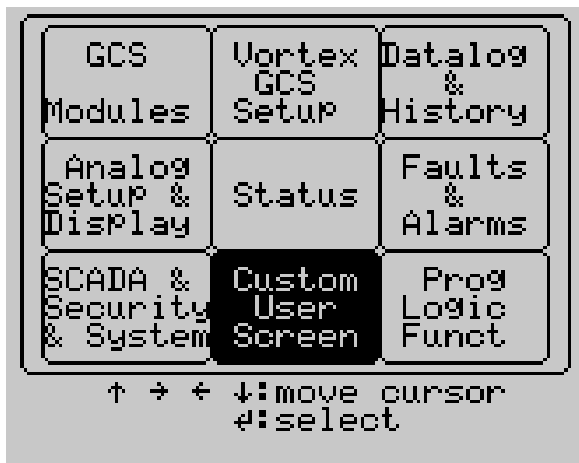 GCS
Modules
Vortex
GCS
Setup
Datalog
&
History
Analog
Setup &
Display
Status
Faults
&
Alarms
SCADA &
Security
& System
Custom
User
Screen
Prog
Logic
Funct
↑ → ← ↓:move cursor
↵:select